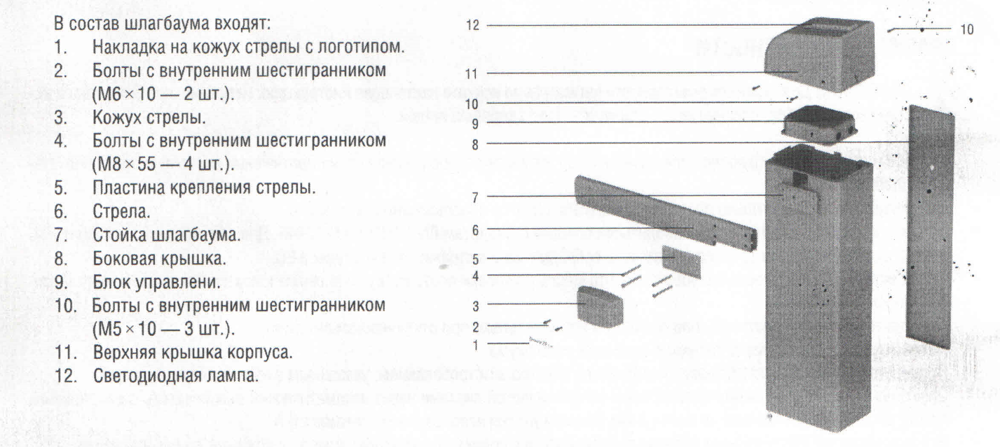 В состав шлагбаума входят:
1. Накладка на кожух стрелы с логотипом.
2. Болты с внутренним шестигранником
(М6×10 — 2 шт.).
3. Кожух стрелы.
4. Болты с внутренним шестигранником
(М8×55 — 4 шт.).
5. Пластина крепления стрелы.
6. Стрела.
7. Стойка шлагбаума.
8. Боковая крышка.
9. Блок управлени.
10. Болты с внутренним шестигранником
(М5×10 — 3 шт.).
11. Верхняя крышка корпуса.
12. Светодиодная лампа.
12
10
11
10
9
8
7
6
5
4
3
2
1